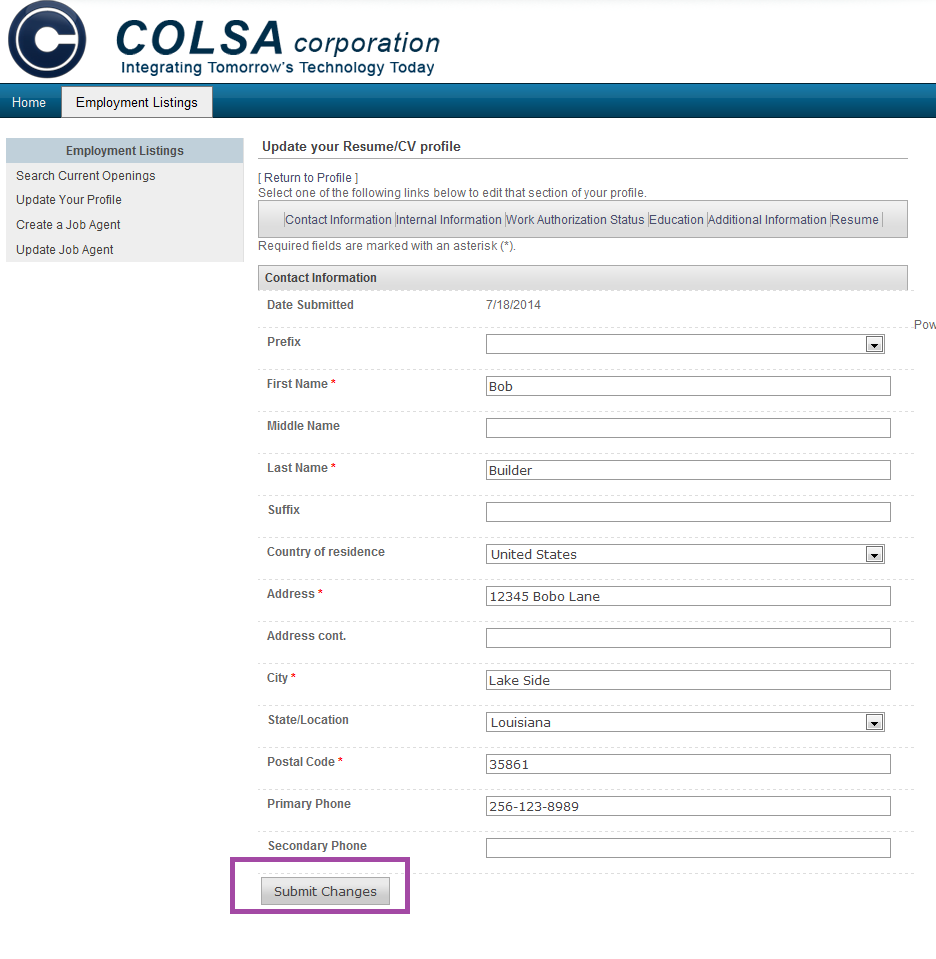 COLSA corporation
Integrating Tomorrow's Technology Today
Home Employment Listings
Employment Listings
Search Current Openings
Update Your Profile
Create a Job Agent
Update Job Agent
Update your Resume/CV profile
[ Return to Profile ]
Select one of the following links below to edit that section of your profile.
|Contact Information |Internal Information |Work Authorization Status |Education |Additional Information |Resume |
Required fields are marked with an asterisk (*).
Contact Information
Date Submitted 7/18/2014
Pow
Prefix
First Name * Bob
Middle Name
Last Name * Builder
Suffix
Country of residence United States
Address * 12345 Bobo Lane
Address cont.
City * Lake Side
State/Location Louisiana
Postal Code * 35861
Primary Phone 256-123-8989
Secondary Phone
Submit Changes